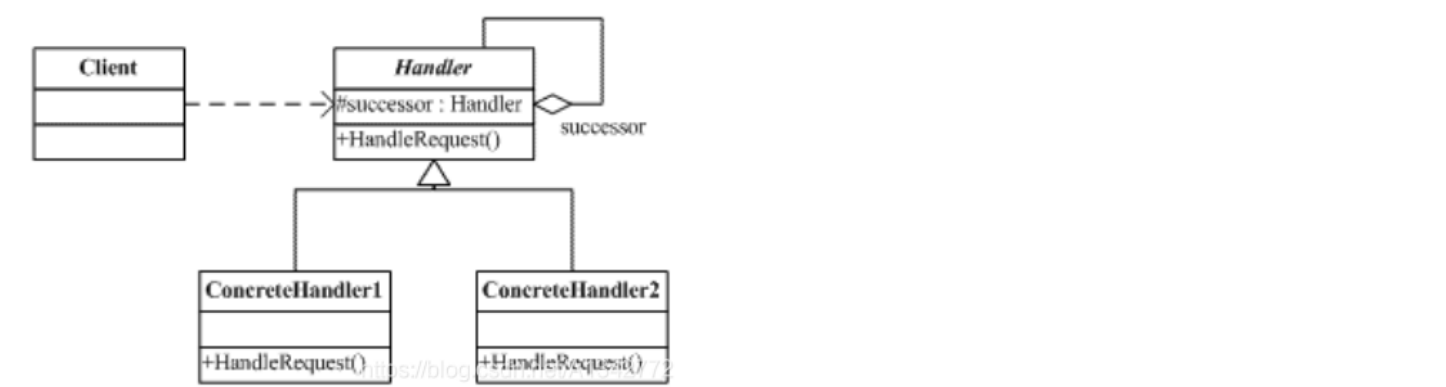 Client
Handler
#successor : Handler
successor
+HandleRequest()
ConcreteHandler1
ConcreteHandler2
+HandleRequest()
+HandleRequest()